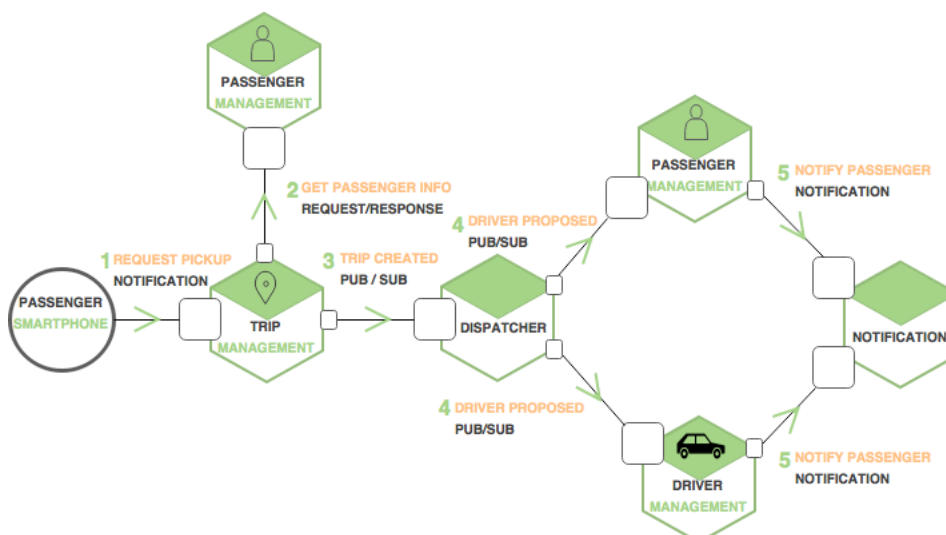 PASSENGER
MANAGEMENT
2 GET PASSENGER INFO
REQUEST/RESPONSE
1 REQUEST PICKUP
NOTIFICATION
PASSENGER
SMARTPHONE
TRIP
MANAGEMENT
3 TRIP CREATED
PUB / SUB
DISPATCHER
4 DRIVER PROPOSED
PUB/SUB
PASSENGER
MANAGEMENT
5 NOTIFY PASSENGER
NOTIFICATION
4 DRIVER PROPOSED
PUB/SUB
DRIVER
MANAGEMENT
5 NOTIFY PASSENGER
NOTIFICATION
NOTIFICATION